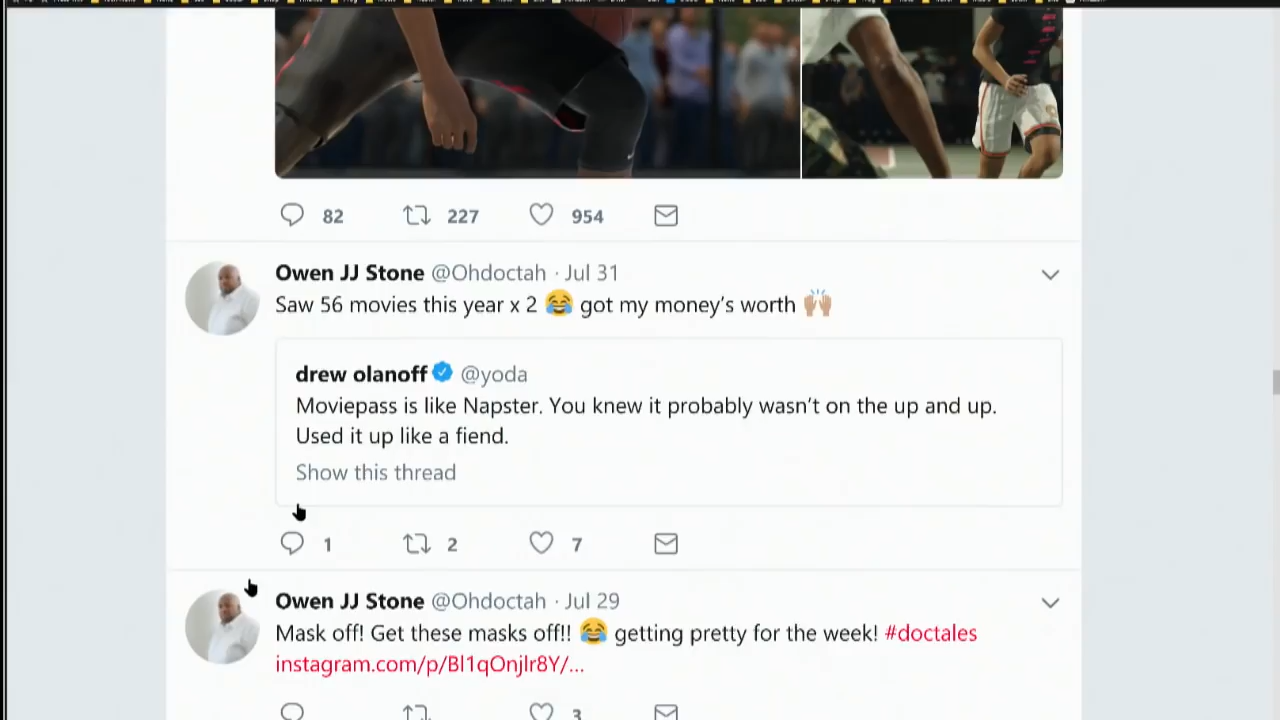 82 227 954
Owen JJ Stone @Ohdoctah · Jul 31
Saw 56 movies this year x 2 😂 got my money's worth 🙌🏽
drew olanoff @yoda
Moviepass is like Napster. You knew it probably wasn't on the up and up.
Used it up like a fiend.
Show this thread
1 2 7
Owen JJ Stone @Ohdoctah · Jul 29
Mask off! Get these masks off!! 😂 getting pretty for the week! #doctales
instagram.com/p/Bl1qOnjlr8Y/...
3